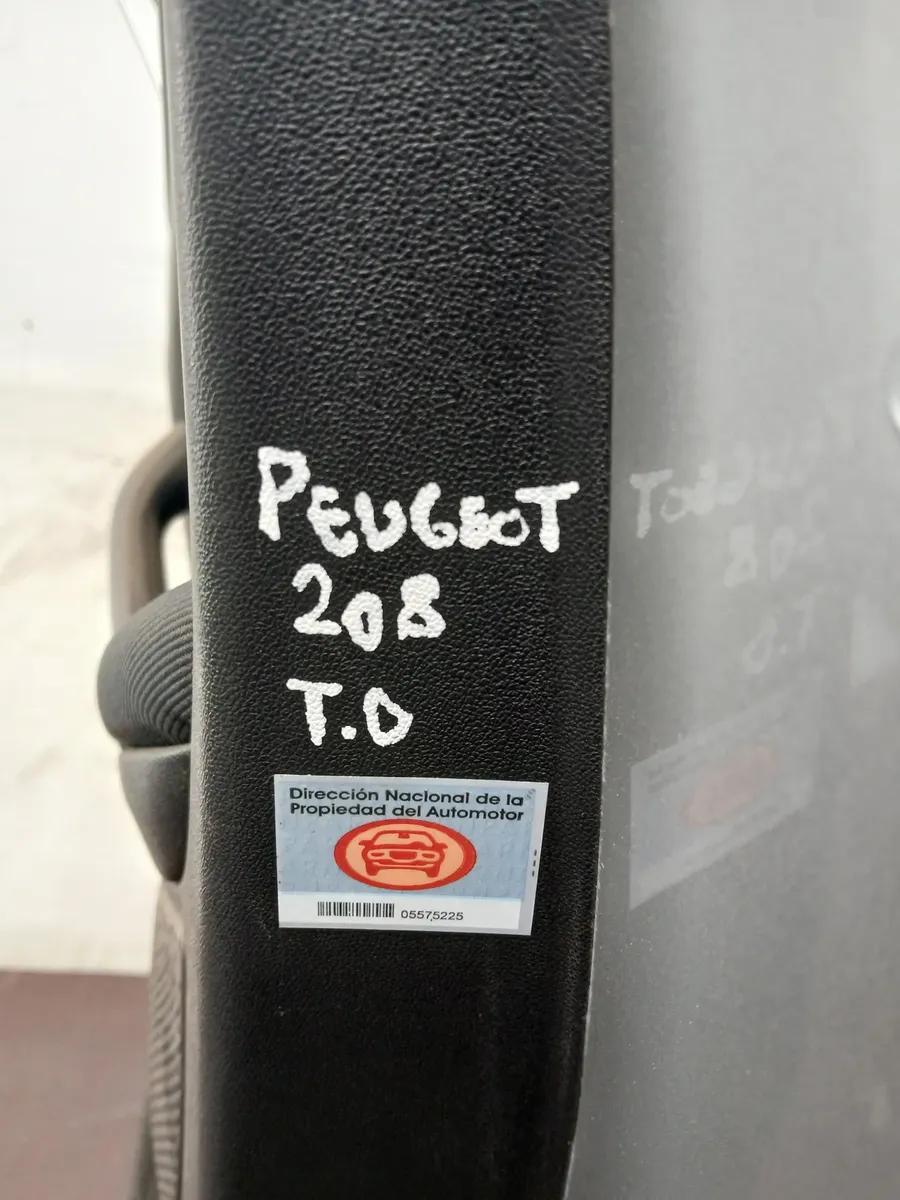 PEUGEOT
208
T.D
Dirección Nacional de la
Propiedad del Automotor
05575225